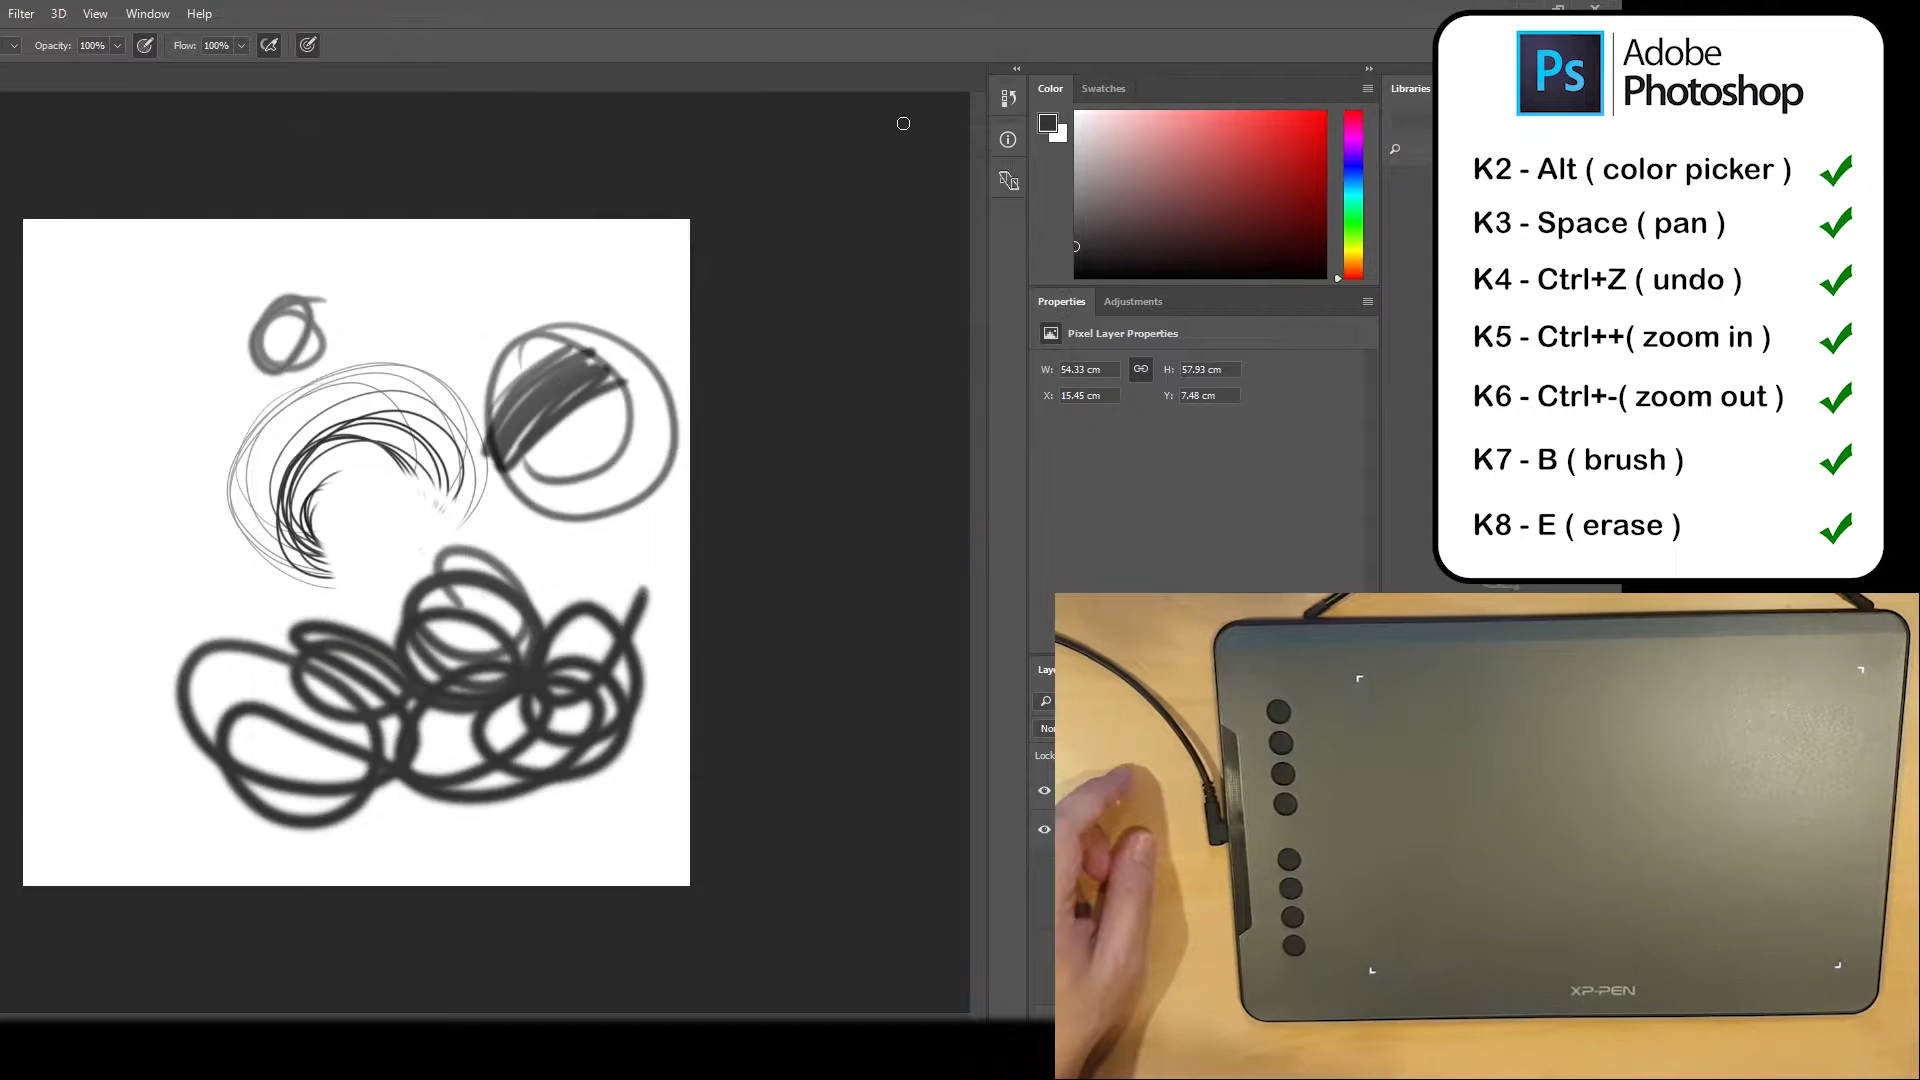 Filter 3D View Window Help
Opacity: 100% Flow: 100%
Color Swatches
Libraries
Properties Adjustments
Pixel Layer Properties
W: 54.33 cm H: 57.93 cm
X: 15.45 cm Y: 7.48 cm
Laye
No
Lock
Ps Adobe
Photoshop
K2 - Alt ( color picker )
K3 - Space ( pan )
K4 - Ctrl+Z ( undo )
K5 - Ctrl++( zoom in )
K6 - Ctrl+-( zoom out )
K7 - B ( brush )
K8 - E ( erase )
XP-PEN